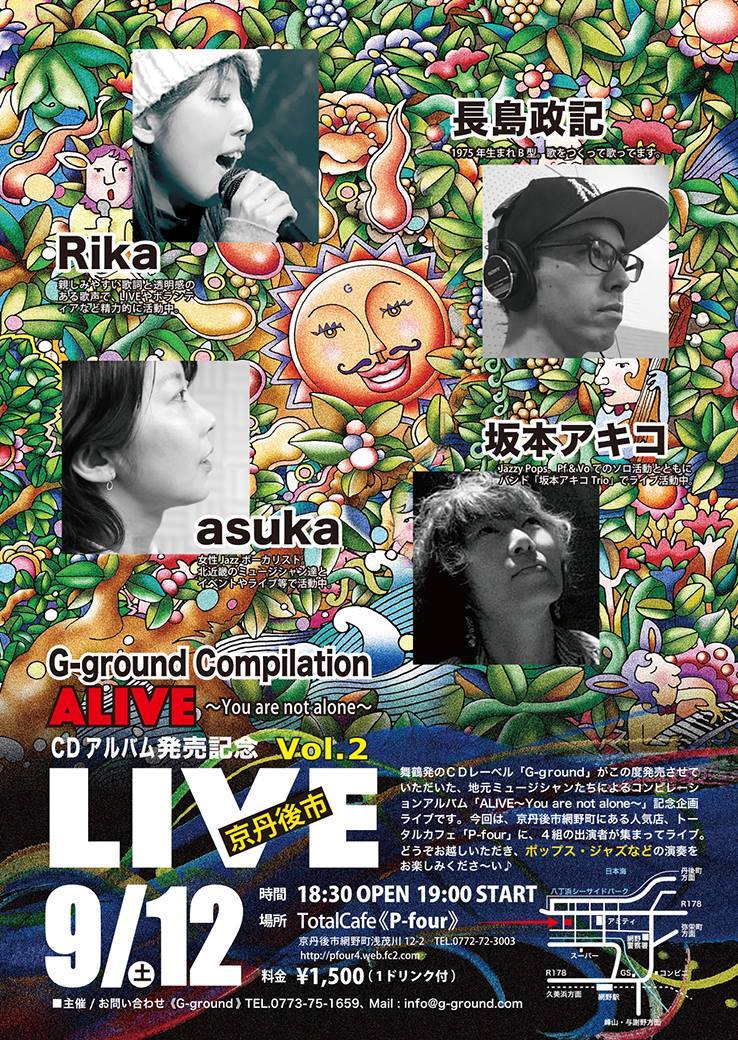 長島政記
1975年生まれB型。歌をつくって歌ってます。
Rika
親しみやすい歌詞と透明感の
ある歌声で、LIVEやボランテ
ィアなど精力的に活動中。
G
坂本アキコ
Jazzy Pops。Pf&Voでのソロ活動とともに
バンド「坂本アキコTrio」でライブ活動中。
asuka
女性Jazzボーカリスト。
北近畿のミュージシャン達と
イベントやライブ等で活動中。
G-ground Compilation
ALIVE ～You are not alone～
CDアルバム発売記念 Vol.2
LIVE
京丹後市
舞鶴発のCDレーベル「G-ground」がこの度発売させて
いただいた、地元ミュージシャンたちによるコンピレー
ションアルバム「ALIVE～You are not alone～」記念企画
ライブです。今回は、京丹後市網野町にある人気店、トー
タルカフェ「P-four」に、4組の出演者が集まってライブ。
どうぞお越しいただき、ポップス・ジャズなどの演奏を
お楽しみくださ～い♪
9/12
土
時間 18:30 OPEN 19:00 START
場所 TotalCafe《P-four》
京丹後市網野町浅茂川12-2 TEL.0772-72-3003
http://pfour4.web.fc2.com
料金 ¥1,500（1ドリンク付）
日本海
丹後町
方面
八丁浜シーサイドパーク
R178
アミティ
弥栄町
方面
網野
警察署
スーパー
R178
GS
コンビニ
久美浜方面
網野駅
峰山・与謝野方面
■主催 / お問い合わせ《G-ground》TEL.0773-75-1659、Mail : info@g-ground.com